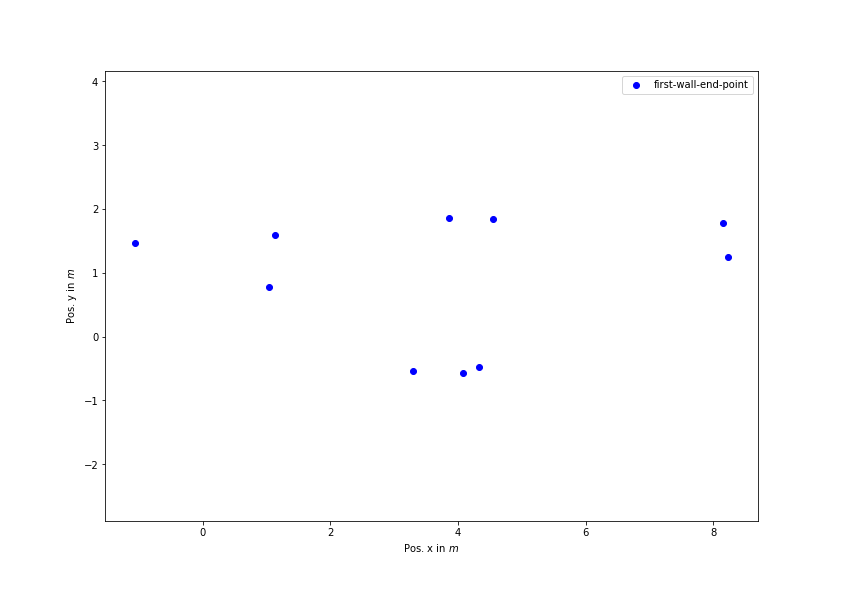 first-wall-end-point
4
3
2
1
0
−1
−2
Pos. y in m
0 2 4 6 8
Pos. x in m